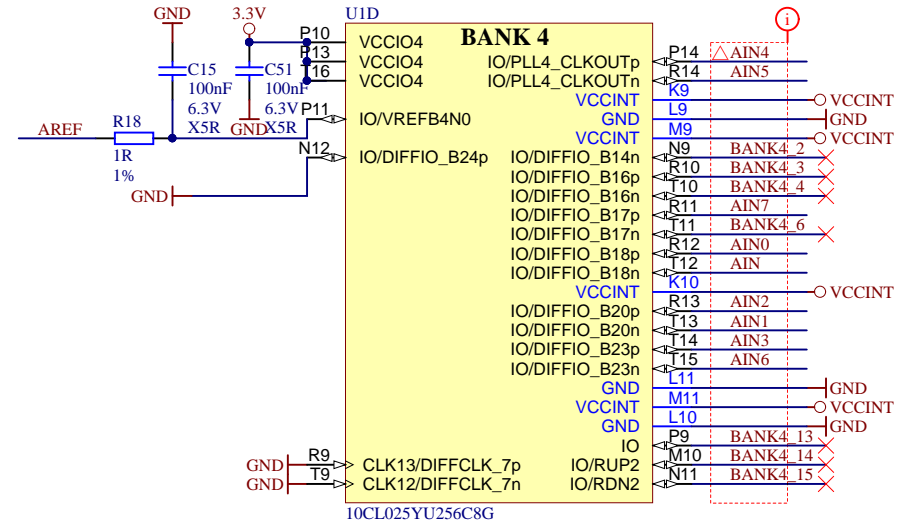 GND
3.3V
U1D
i
BANK 4
P10
VCCIO4
P14
AIN4
P13
VCCIO4
IO/PLL4_CLKOUTp
C15
C51
T16
VCCIO4
IO/PLL4_CLKOUTn
R14
AIN5
100nF
100nF
VCCINT
K9
VCCINT
6.3V
6.3V
X5R
X5R
GND
P11
IO/VREFB4N0
GND
L9
GND
AREF
R18
1R
1%
VCCINT
M9
VCCINT
N12
IO/DIFFIO_B24p
IO/DIFFIO_B14n
N9
BANK4_2
IO/DIFFIO_B16p
R10
BANK4_3
GND
IO/DIFFIO_B16n
T10
BANK4_4
IO/DIFFIO_B17p
R11
AIN7
IO/DIFFIO_B17n
T11
BANK4_6
IO/DIFFIO_B18p
R12
AIN0
IO/DIFFIO_B18n
T12
AIN
VCCINT
K10
VCCINT
IO/DIFFIO_B20p
R13
AIN2
IO/DIFFIO_B20n
T13
AIN1
IO/DIFFIO_B23p
T14
AIN3
IO/DIFFIO_B23n
T15
AIN6
GND
L11
GND
VCCINT
M11
VCCINT
GND
L10
GND
IO
P9
BANK4_13
GND
R9
CLK13/DIFFCLK_7p
IO/RUP2
M10
BANK4_14
GND
T9
CLK12/DIFFCLK_7n
IO/RDN2
N11
BANK4_15
10CL025YU256C8G